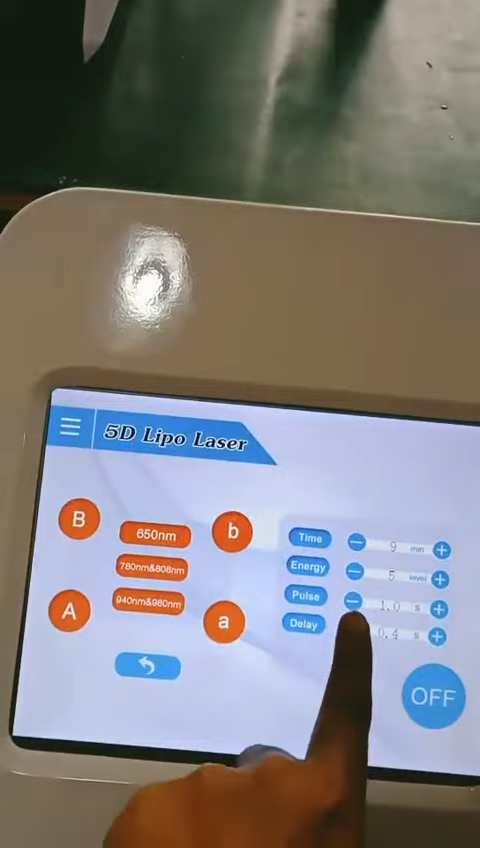 5D Lipo Laser
B
650nm
b
780nm&808nm
A
940nm&980nm
a
Time
9 min
Energy
5 level
Pulse
1.0 s
Delay
0.4 s
OFF